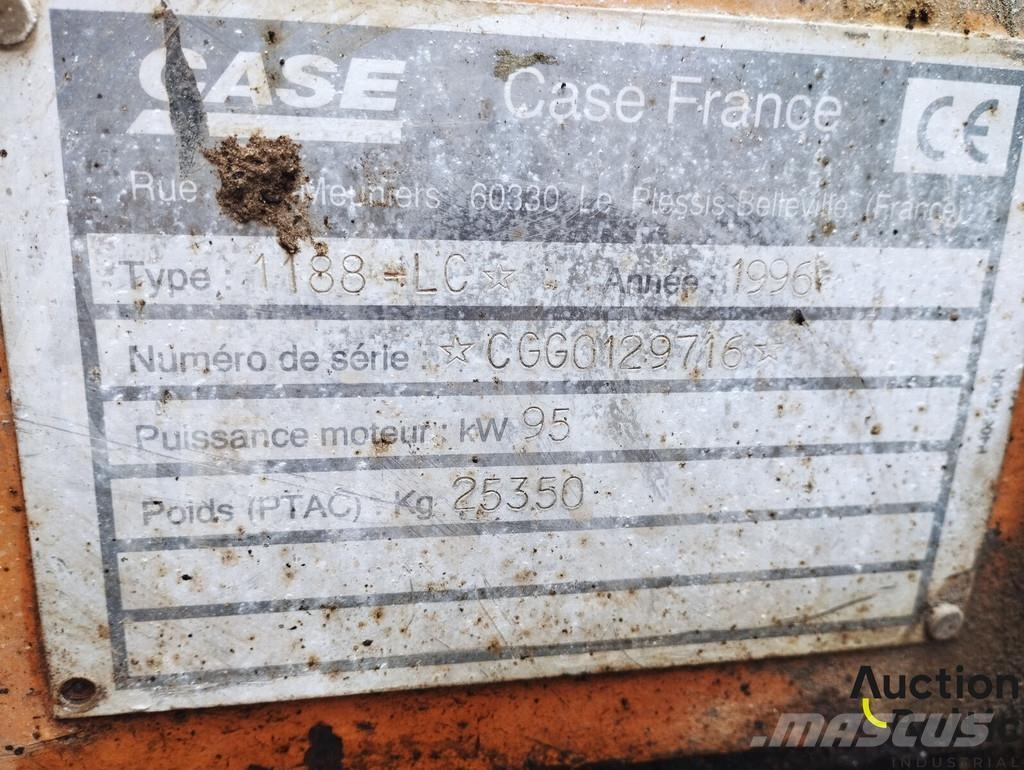 CASE Case France CE
Rue Meuniers 60330 Le Plessis-Belleville (France)
Type : 1188-LC☆ Année : 1996
Numéro de série : ☆CGG0129716☆
Puissance moteur : kW 95
Poids (PTAC) Kg 25350
Auction
MASCUS
INDUSTRIAL